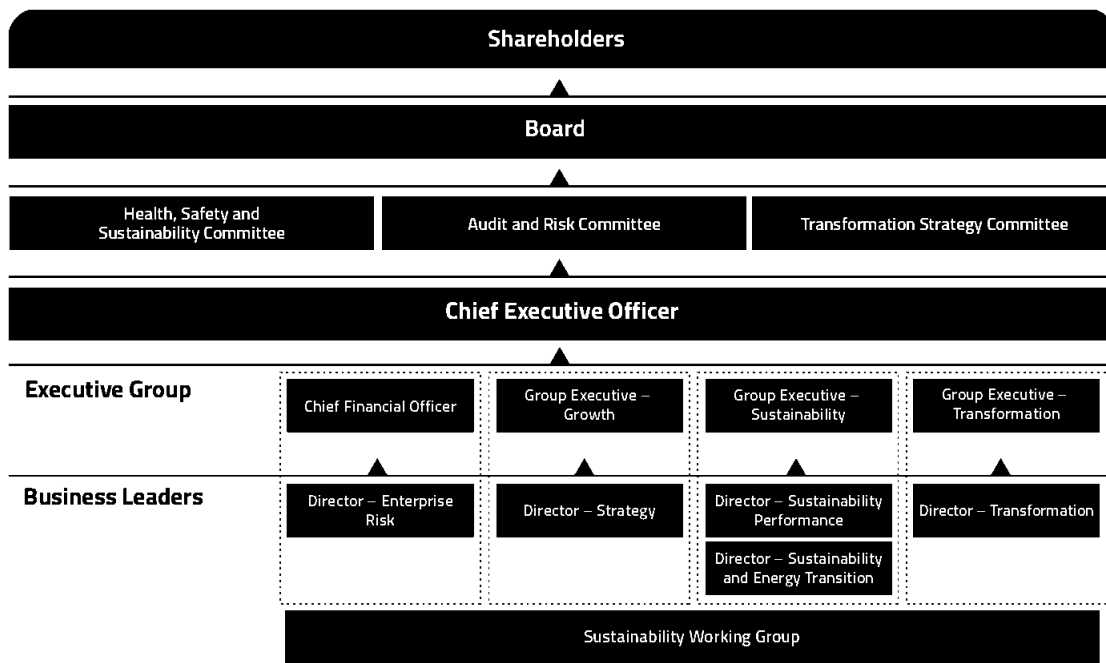 Shareholders
Board
Health, Safety and
Sustainability Committee
Audit and Risk Committee
Transformation Strategy Committee
Chief Executive Officer
Executive Group
Chief Financial Officer
Group Executive –
Growth
Group Executive –
Sustainability
Group Executive –
Transformation
Business Leaders
Director – Enterprise
Risk
Director – Strategy
Director – Sustainability
Performance
Director – Sustainability
and Energy Transition
Director – Transformation
Sustainability Working Group